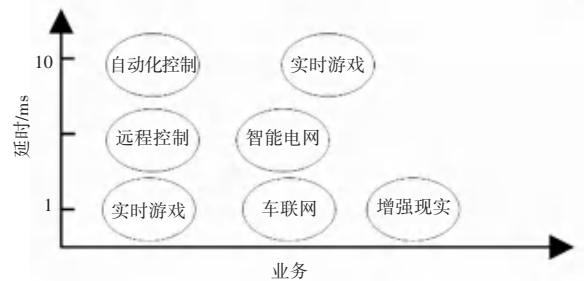 延时/ms
10
自动化控制
实时游戏
远程控制
智能电网
1
实时游戏
车联网
增强现实
业务